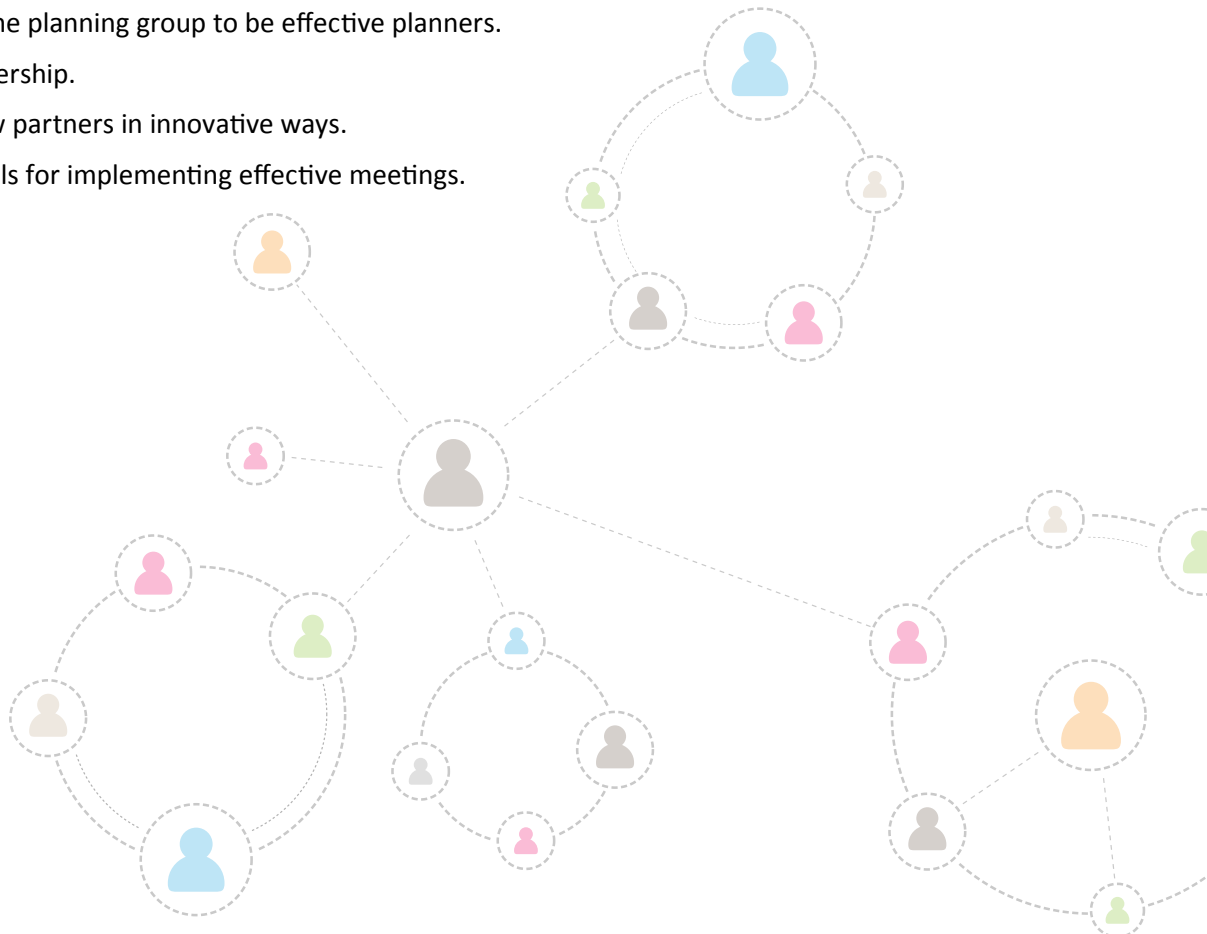 he planning group to be effective planners.
ership.
partners in innovative ways.
ls for implementing effective meetings.